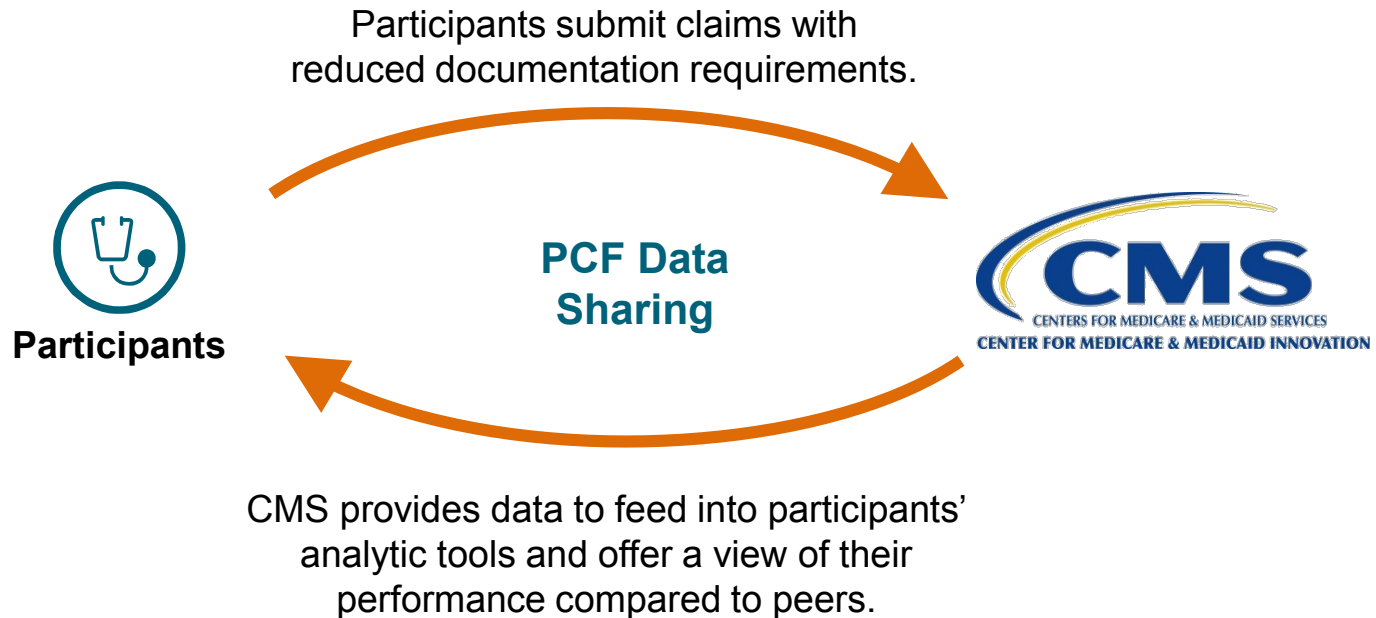 Participants submit claims with
reduced documentation requirements.
PCF Data
Sharing
Participants
CMS
CENTERS FOR MEDICARE & MEDICAID SERVICES
CENTER FOR MEDICARE & MEDICAID INNOVATION
CMS provides data to feed into participants’
analytic tools and offer a view of their
performance compared to peers.